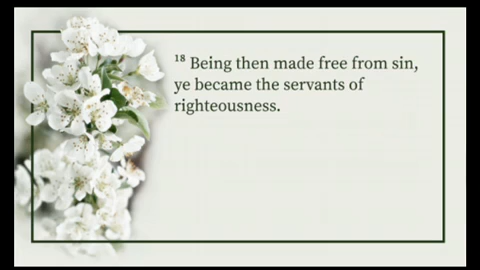 ¹⁸ Being then made free from sin,
ye became the servants of
righteousness.